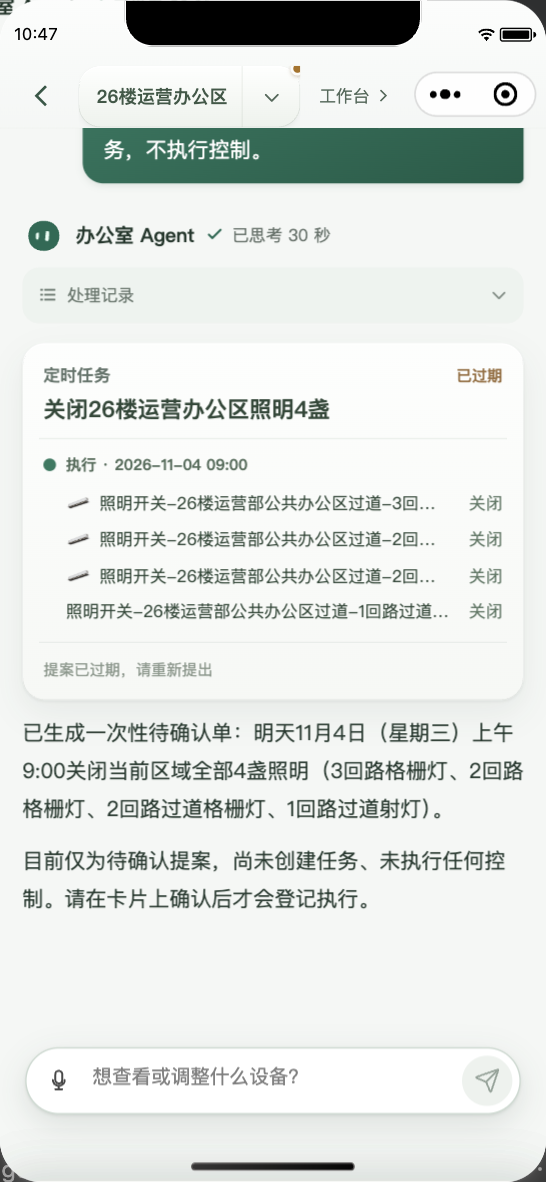 10:47
26楼运营办公区
工作台
务，不执行控制。
办公室 Agent
已思考 30 秒
处理记录
定时任务
已过期
关闭26楼运营办公区照明4盏
执行 · 2026-11-04 09:00
照明开关-26楼运营部公共办公区过道-3回... 关闭
照明开关-26楼运营部公共办公区过道-2回... 关闭
照明开关-26楼运营部公共办公区过道-2回... 关闭
照明开关-26楼运营部公共办公区过道-1回路过道... 关闭
提案已过期，请重新提出
已生成一次性待确认单：明天11月4日（星期三）上午
9:00关闭当前区域全部4盏照明（3回路格栅灯、2回路
格栅灯、2回路过道格栅灯、1回路过道射灯）。
目前仅为待确认提案，尚未创建任务、未执行任何控
制。请在卡片上确认后才会登记执行。
想查看或调整什么设备？